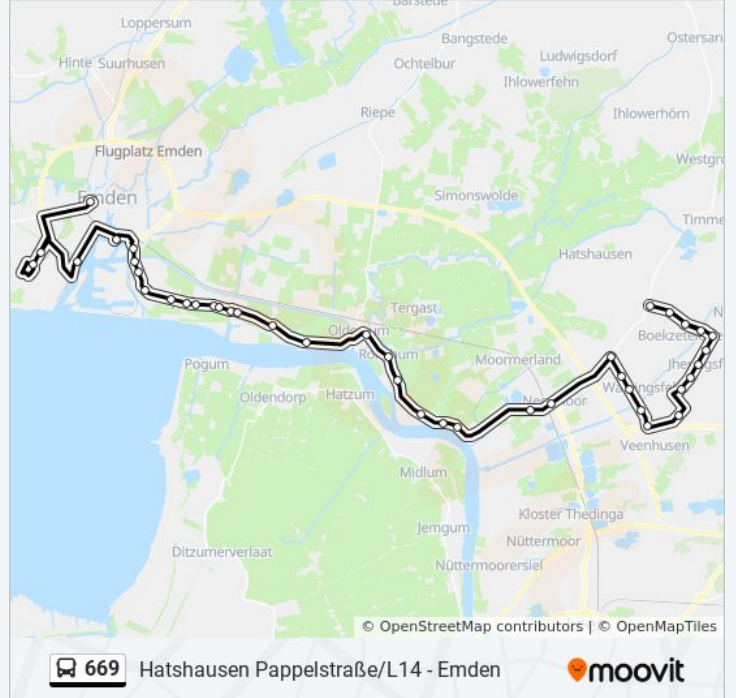 Barstede
Loppersum
Bangstede
Ostersan
Hinte Suurhusen
Ochtelbur
Ludwigsdorf
Ihlowerfehn
Riepe
Ihlowerhörn
Flugplatz Emden
Westgro
Emden
Simonswolde
Timme
Hatshausen
Tergast
Oldersum
Rorichum
Moormerland
Pogum
Oldendorp
Hatzum
Neermoor
Veenhusen
Midlum
Kloster Thedinga
Jemgum
Nüttermoor
Ditzumerverlaat
Nüttermoorersiel
© OpenStreetMap contributors | © OpenMapTiles
669 Hatshausen Pappelstraße/L14 - Emden
moovit